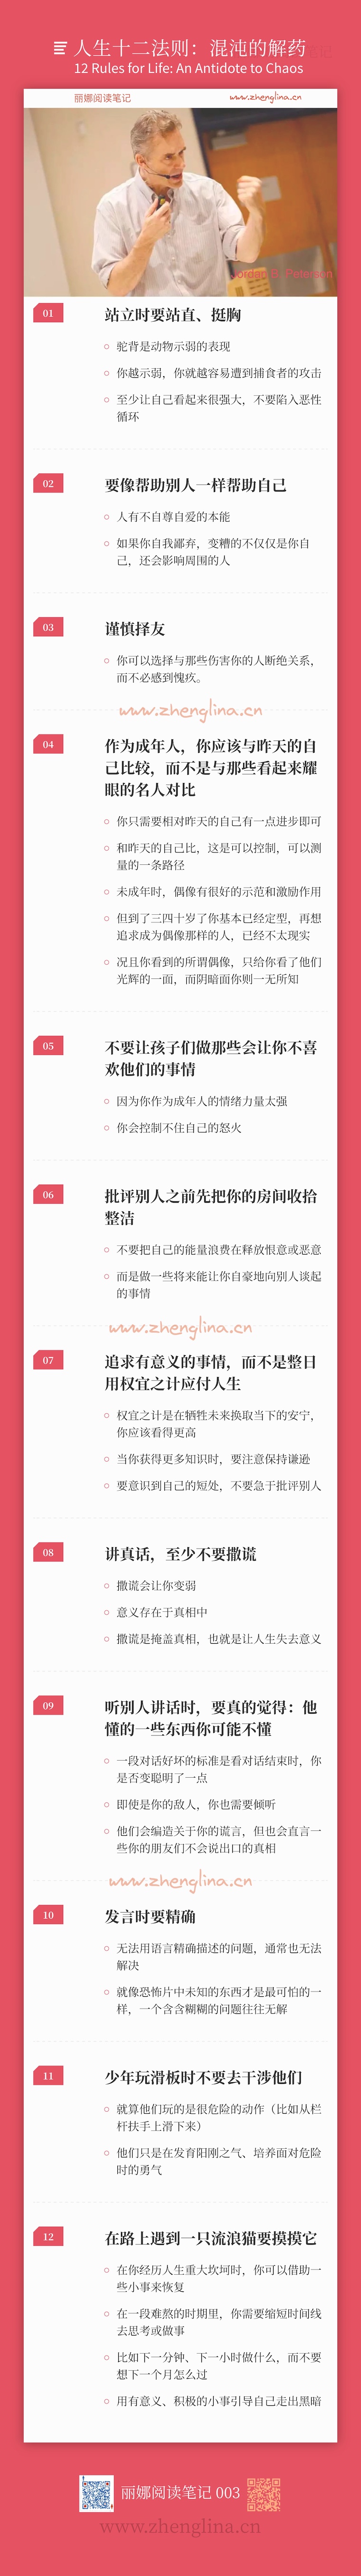 人生十二法则：混沌的解药
12 Rules for Life: An Antidote to Chaos
丽娜阅读笔记
www.zhenglina.cn
Jordan B. Peterson
01
站立时要站直、挺胸
驼背是动物示弱的表现
你越示弱，你就越容易遭到捕食者的攻击
至少让自己看起来很强大，不要陷入恶性
循环
02
要像帮助别人一样帮助自己
人有不自尊自爱的本能
如果你自我鄙弃，变糟的不仅仅是你自
己，还会影响周围的人
03
谨慎择友
你可以选择与那些伤害你的人断绝关系，
而不必感到愧疚。
www.zhenglina.cn
04
作为成年人，你应该与昨天的自
己比较，而不是与那些看起来耀
眼的名人对比
你只需要相对昨天的自己有一点进步即可
和昨天的自己比，这是可以控制，可以测
量的一条路径
未成年时，偶像有很好的示范和激励作用
但到了三四十岁了你基本已经定型，再想
追求成为偶像那样的人，已经不太现实
况且你看到的所谓偶像，只给你看了他们
光辉的一面，而阴暗面你则一无所知
05
不要让孩子们做那些会让你不喜
欢他们的事情
因为你作为成年人的情绪力量太强
你会控制不住自己的怒火
06
批评别人之前先把你的房间收拾
整洁
不要把自己的能量浪费在释放恨意或恶意
而是做一些将来能让你自豪地向别人谈起
的事情
www.zhenglina.cn
07
追求有意义的事情，而不是整日
用权宜之计应付人生
权宜之计是在牺牲未来换取当下的安宁，
你应该看得更高
当你获得更多知识时，要注意保持谦逊
要意识到自己的短处，不要急于批评别人
08
讲真话，至少不要撒谎
撒谎会让你变弱
意义存在于真相中
撒谎是掩盖真相，也就是让人生失去意义
09
听别人讲话时，要真的觉得：他
懂的一些东西你可能不懂
一段对话好坏的标准是看对话结束时，你
是否变聪明了一点
即使是你的敌人，你也需要倾听
他们会编造关于你的谎言，但也会直言一
些你的朋友们不会说出口的真相
www.zhenglina.cn
10
发言时要精确
无法用语言精确描述的问题，通常也无法
解决
就像恐怖片中未知的东西才是最可怕的一
样，一个含含糊糊的问题往往无解
11
少年玩滑板时不要去干涉他们
就算他们玩的是很危险的动作（比如从栏
杆扶手上滑下来）
他们只是在发育阳刚之气、培养面对危险
时的勇气
12
在路上遇到一只流浪猫要摸摸它
在你经历人生重大坎坷时，你可以借助一
些小事来恢复
在一段难熬的时期里，你需要缩短时间线
去思考或做事
比如下一分钟、下一小时做什么，而不要
想下一个月怎么过
用有意义、积极的小事引导自己走出黑暗
丽娜阅读笔记 003
www.zhenglina.cn